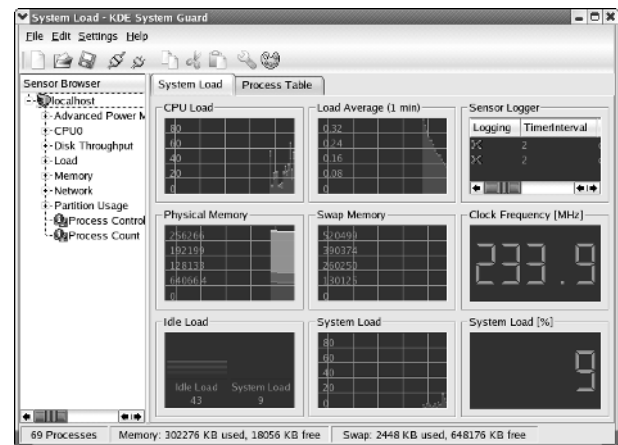 System Load - KDE System Guard
File Edit Settings Help
Sensor Browser
localhost
Advanced Power M
CPU0
Disk Throughput
Load
Memory
Network
Partition Usage
Process Control
Process Count
System Load Process Table
CPU Load
80
60
40
20
0
Load Average (1 min)
0.32
0.24
0.16
0.08
0
Sensor Logger
Logging TimerInterval
2
2
Physical Memory
256266
192199
128133
64066.4
0
Swap Memory
520499
390374
260250
130125
0
Clock Frequency [MHz]
233.9
Idle Load
Idle Load System Load
43 9
System Load
80
60
40
20
0
System Load [%]
9
69 Processes Memory: 302276 KB used, 18056 KB free Swap: 2448 KB used, 648176 KB free